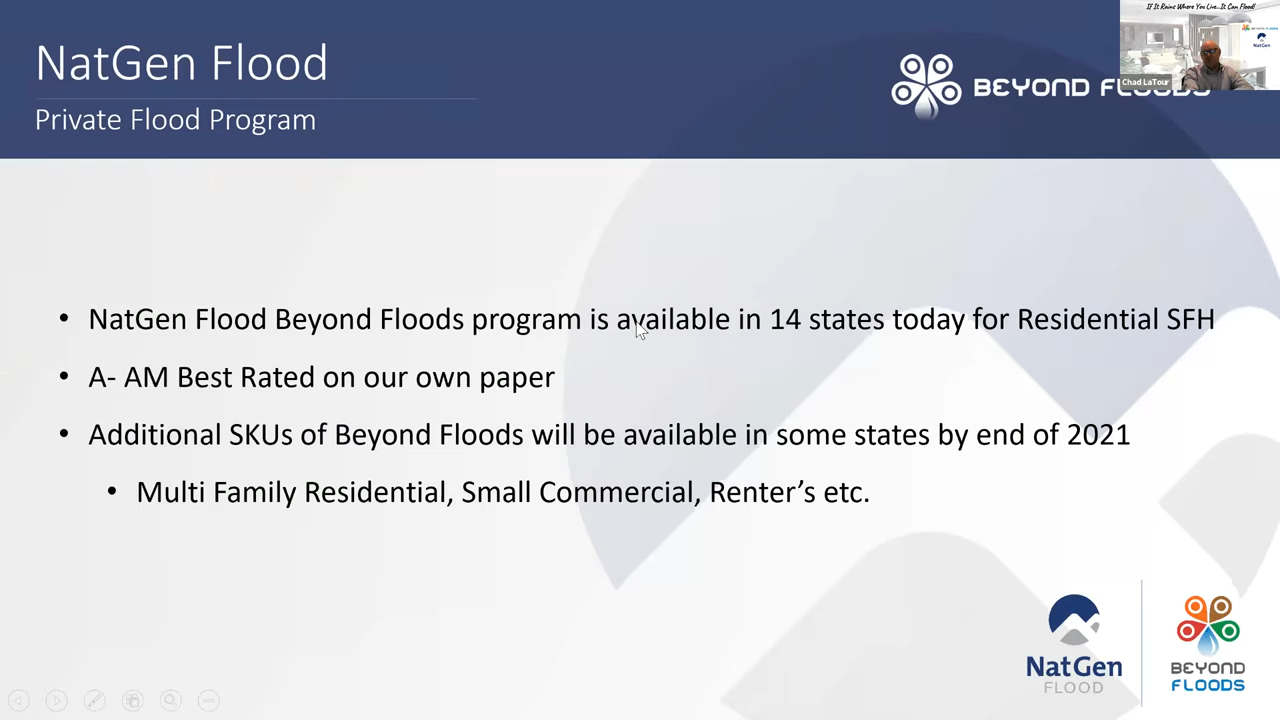 NatGen Flood
Private Flood Program
BEYOND FLOODS
If It Rains Where You Live...It Can Flood!
NatGen
Chad LaTour
• NatGen Flood Beyond Floods program is available in 14 states today for Residential SFH
• A- AM Best Rated on our own paper
• Additional SKUs of Beyond Floods will be available in some states by end of 2021
• Multi Family Residential, Small Commercial, Renter’s etc.
NatGen
FLOOD
BEYOND
FLOODS